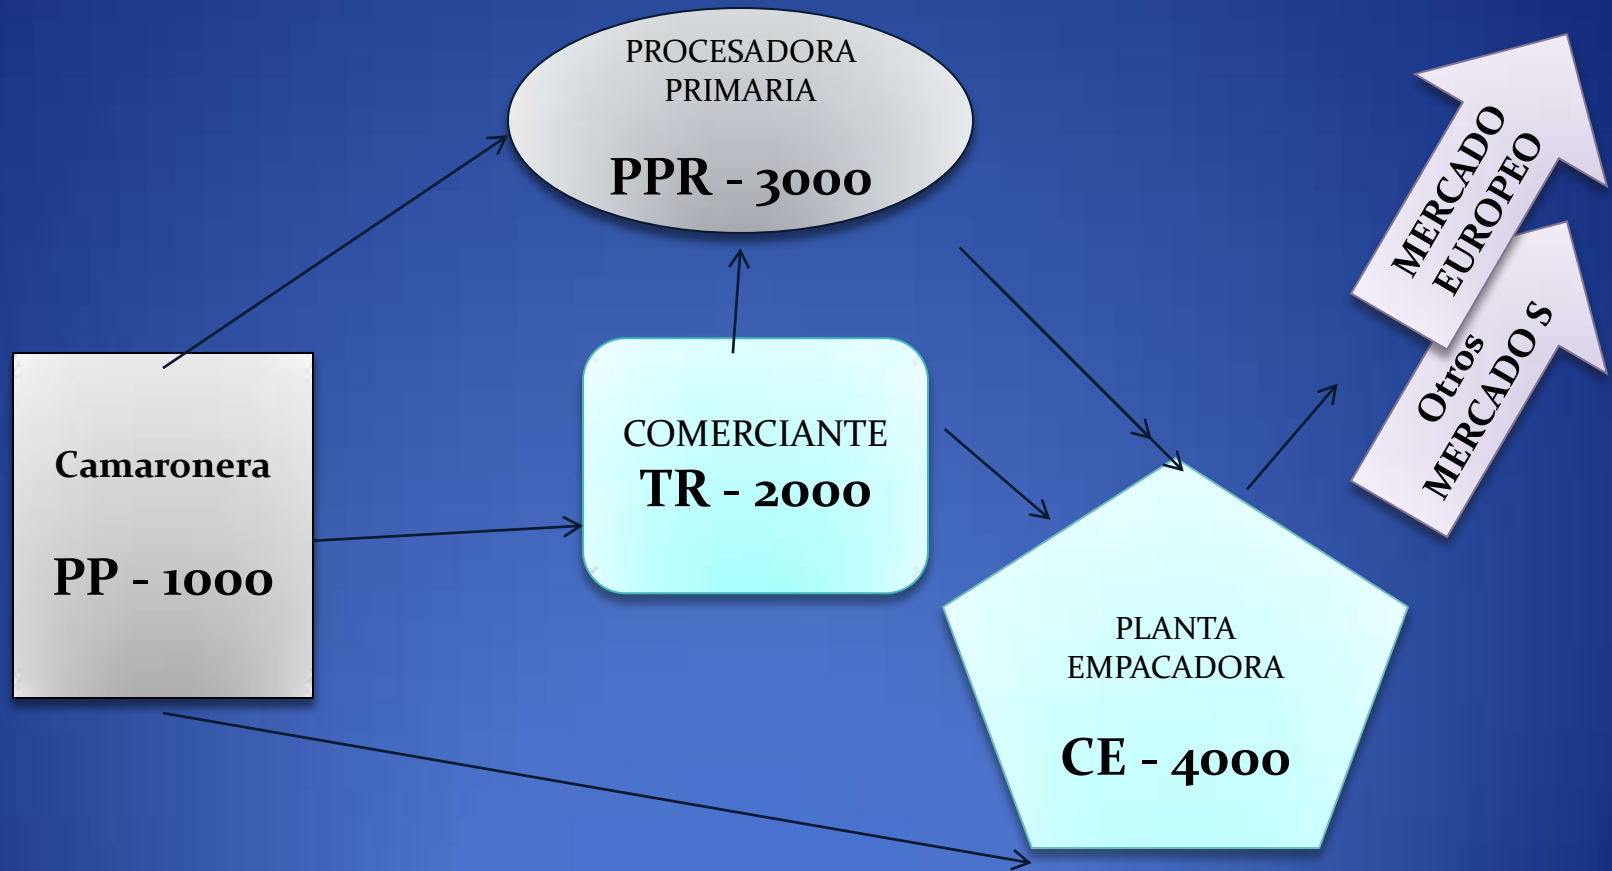 PROCESADORA
PRIMARIA
PPR - 3000
MERCADO
EUROPEO
Otros
MERCADO S
Camaronera
PP - 1000
COMERCIANTE
TR - 2000
PLANTA
EMPACADORA
CE - 4000